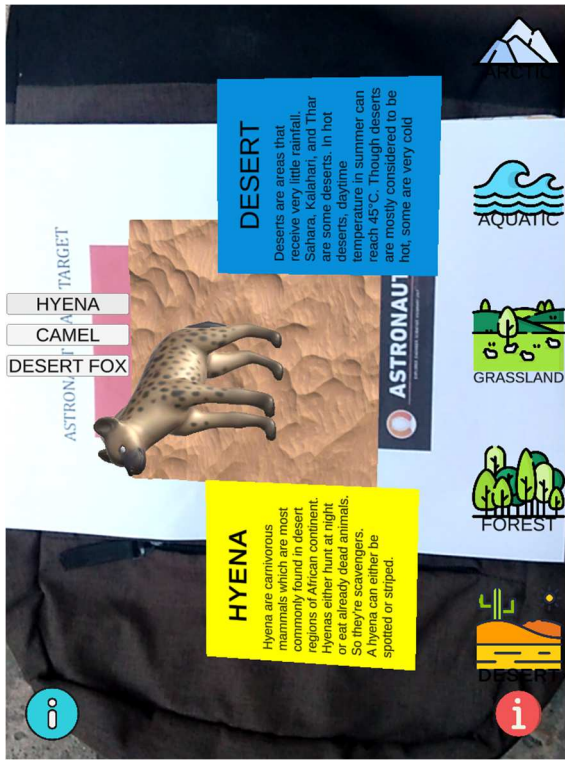 ARCTIC
AQUATIC
GRASSLAND
FOREST
DESERT
HYENA
CAMEL
DESERT FOX
DESERT
Deserts are areas that
receive very little rainfall.
Sahara, Kalahari, and Thar
are some deserts. In hot
deserts, daytime
temperature in summer can
reach 45°C. Though deserts
are mostly considered to be
hot, some are very cold
HYENA
Hyena are carnivorous
mammals which are most
commonly found in desert
regions of African continent.
Hyenas either hunt at night
or eat already dead animals.
So they're scavengers.
A hyena can either be
spotted or striped.
TARGET
ASTRONAUT
i
i